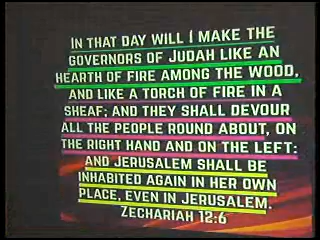 IN THAT DAY WILL I MAKE THE
GOVERNORS OF JUDAH LIKE AN
HEARTH OF FIRE AMONG THE WOOD,
AND LIKE A TORCH OF FIRE IN A
SHEAF; AND THEY SHALL DEVOUR
ALL THE PEOPLE ROUND ABOUT, ON
THE RIGHT HAND AND ON THE LEFT:
AND JERUSALEM SHALL BE
INHABITED AGAIN IN HER OWN
PLACE, EVEN IN JERUSALEM.
ZECHARIAH 12:6